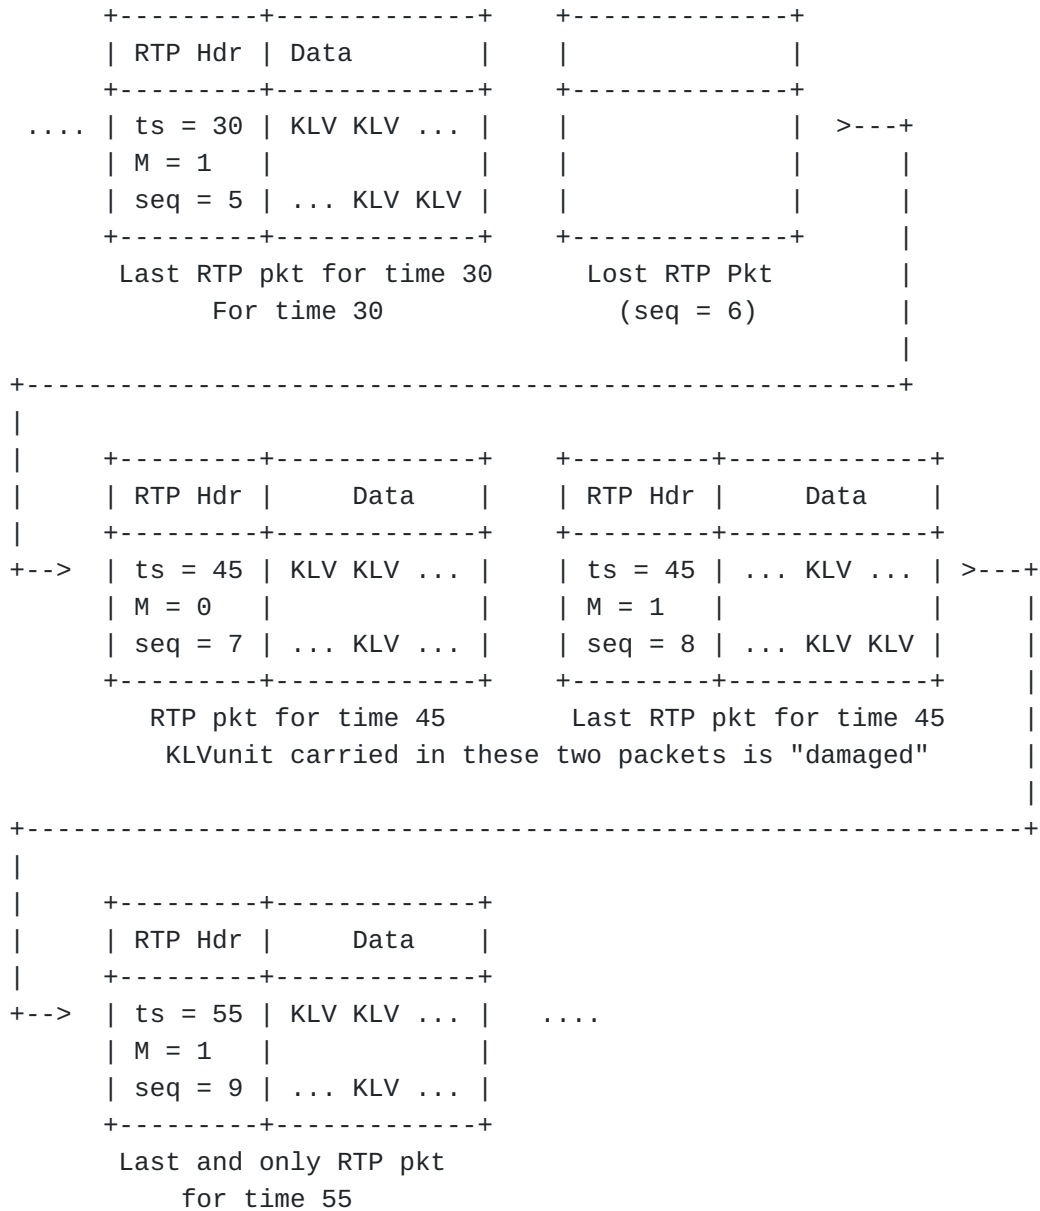 +---------+-------------+    +--------------+
      | RTP Hdr | Data        |    |              |
      +---------+-------------+    +--------------+
 .... | ts = 30 | KLV KLV ... |    |              |  >---+
      | M = 1   |             |    |              |      |
      | seq = 5 | ... KLV KLV |    |              |      |
      +---------+-------------+    +--------------+      |
       Last RTP pkt for time 30      Lost RTP Pkt        |
             For time 30               (seq = 6)         |
                                                         |
+--------------------------------------------------------+
|
|     +---------+-------------+    +---------+-------------+
|     | RTP Hdr |     Data    |    | RTP Hdr |     Data    |
|     +---------+-------------+    +---------+-------------+
+-->  | ts = 45 | KLV KLV ... |    | ts = 45 | ... KLV ... | >---+
      | M = 0   |             |    | M = 1   |             |     |
      | seq = 7 | ... KLV ... |    | seq = 8 | ... KLV KLV |     |
      +---------+-------------+    +---------+-------------+     |
         RTP pkt for time 45        Last RTP pkt for time 45     |
          KLVunit carried in these two packets is "damaged"      |
                                                                 |
+----------------------------------------------------------------+
|
|     +---------+-------------+
|     | RTP Hdr |     Data    |
|     +---------+-------------+
+-->  | ts = 55 | KLV KLV ... |   ....
      | M = 1   |             |
      | seq = 9 | ... KLV ... |
      +---------+-------------+
       Last and only RTP pkt
           for time 55